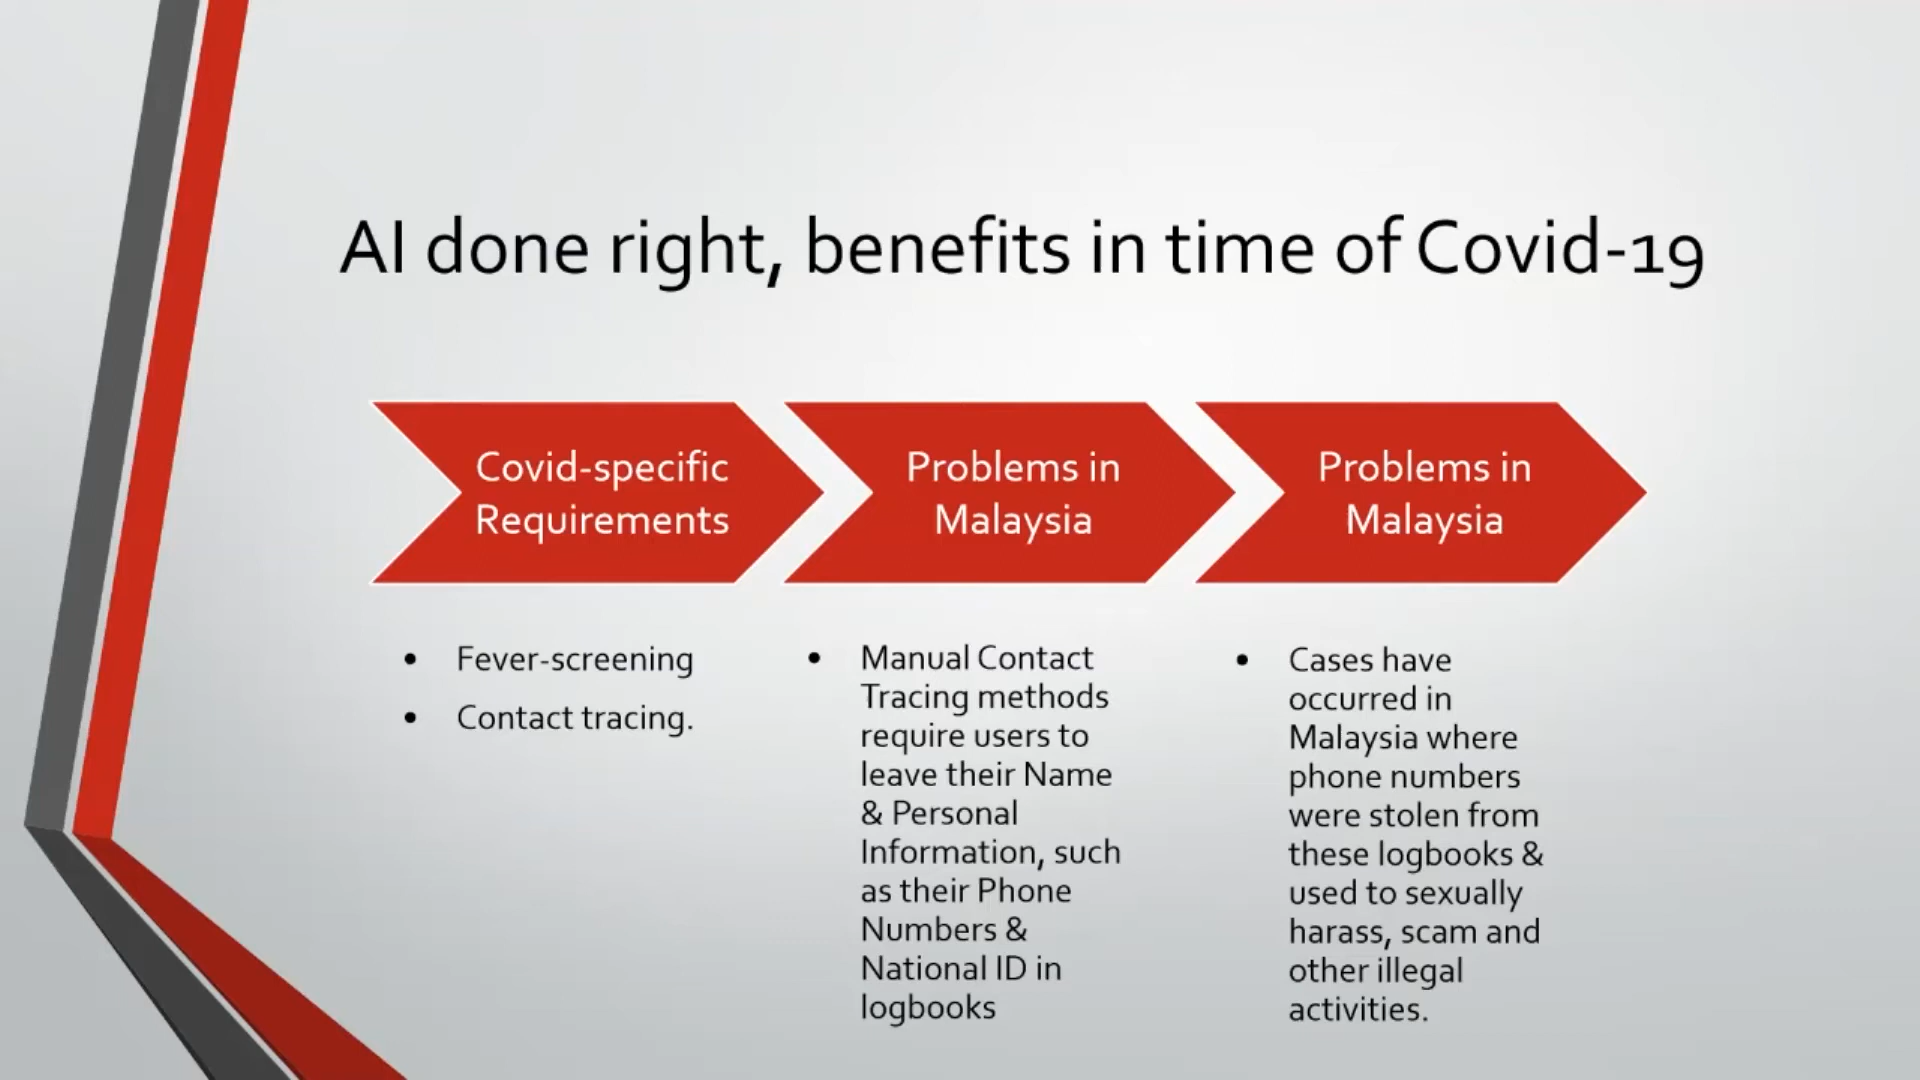 AI done right, benefits in time of Covid-19
Covid-specific
Requirements
• Fever-screening
• Contact tracing.
Problems in
Malaysia
• Manual Contact
Tracing methods
require users to
leave their Name
& Personal
Information, such
as their Phone
Numbers &
National ID in
logbooks
Problems in
Malaysia
• Cases have
occurred in
Malaysia where
phone numbers
were stolen from
these logbooks &
used to sexually
harass, scam and
other illegal
activities.